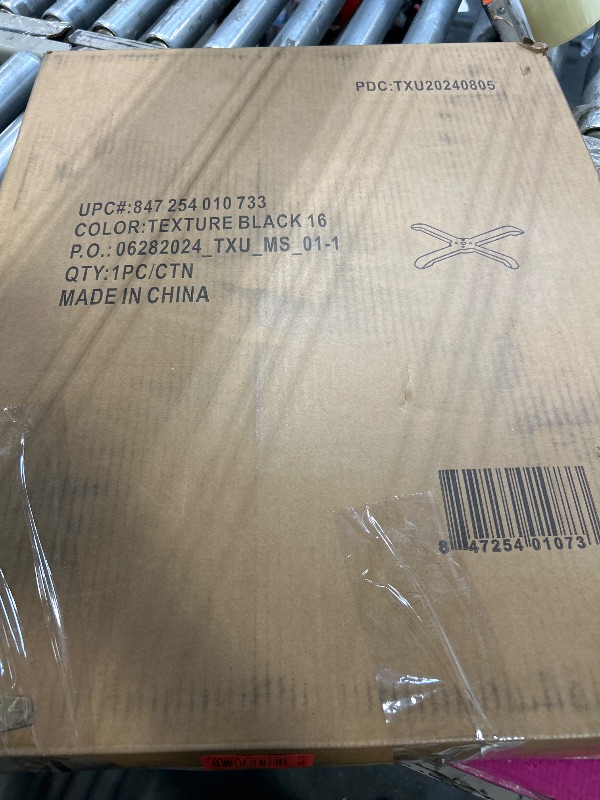 PDC:TXU20240805
UPC#:847 254 010 733
COLOR:TEXTURE BLACK 16
P.O.: 06282024_TXU_MS_01-1
QTY:1PC/CTN
MADE IN CHINA
8 47254 01073